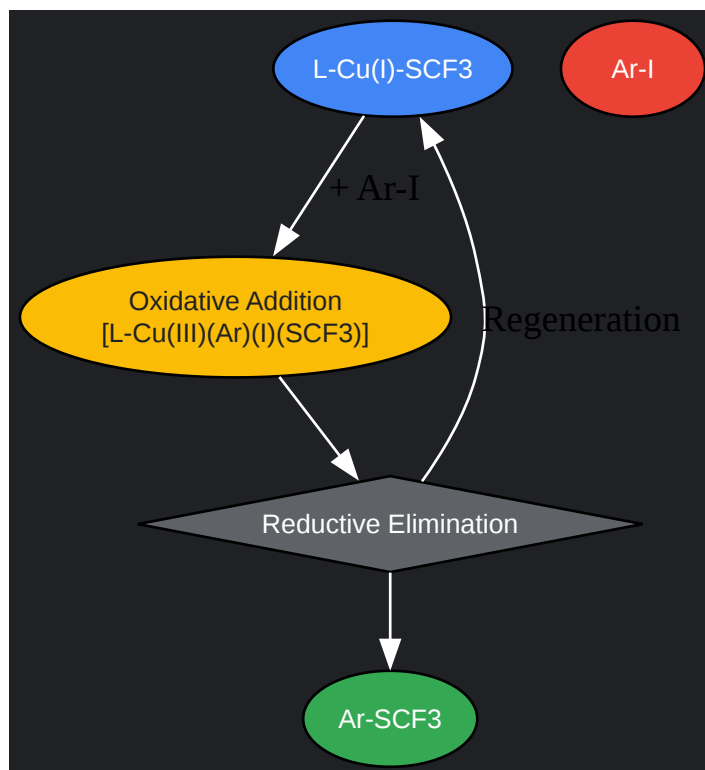 L-Cu(I)-SCF3
Ar-I
+ Ar-I
Oxidative Addition
[L-Cu(III)(Ar)(I)(SCF3)]
Regeneration
Reductive Elimination
Ar-SCF3